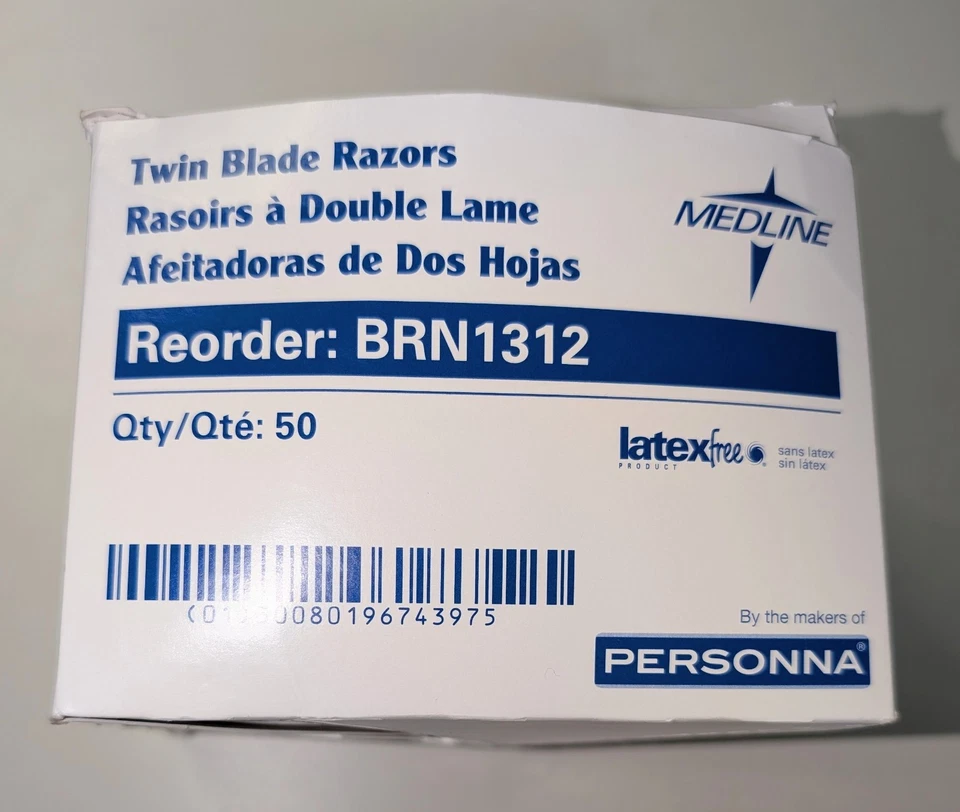 Twin Blade Razors
Rasoirs à Double Lame
Afeitadoras de Dos Hojas
MEDLINE
Reorder: BRN1312
Qty/Qté: 50
latexfree
PRODUCT
sans latex
sin látex
By the makers of
PERSONNA®